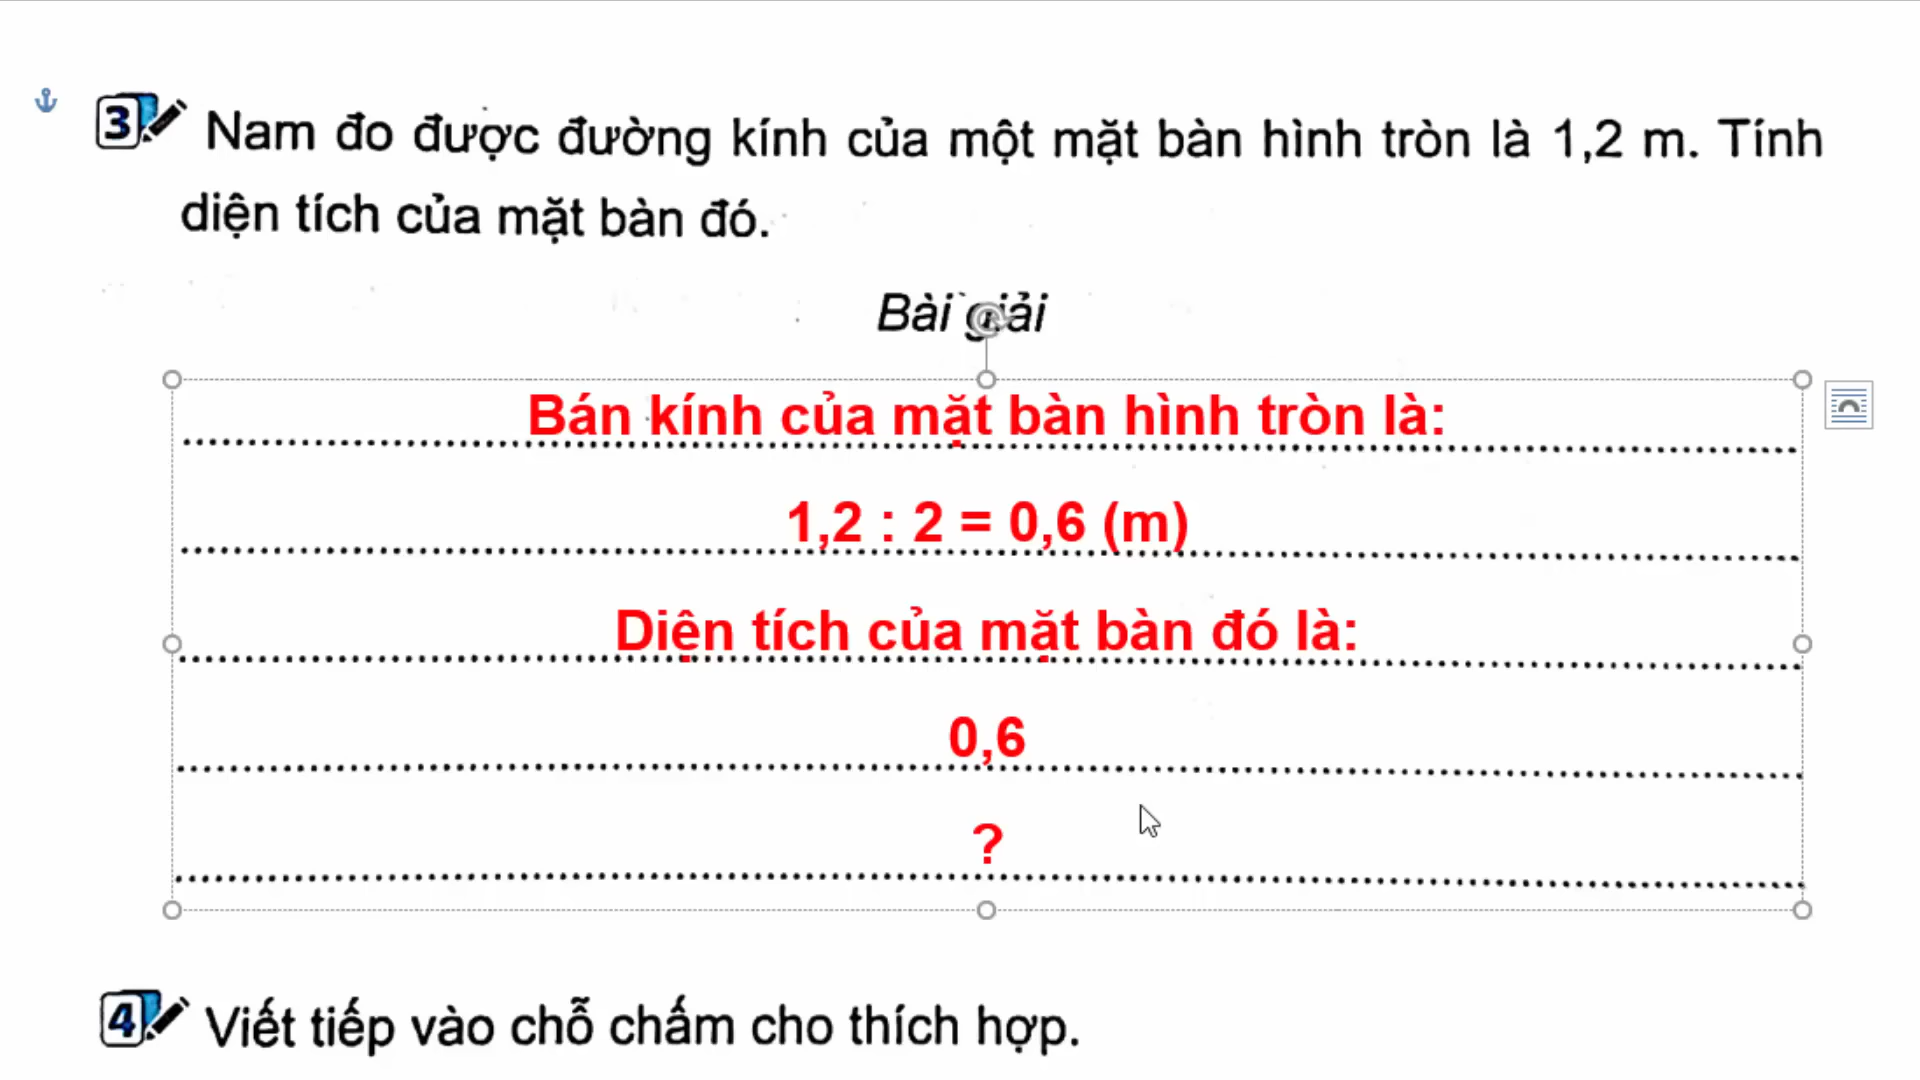 3 Nam đo được đường kính của một mặt bàn hình tròn là 1,2 m. Tính
diện tích của mặt bàn đó.
Bài giải
Bán kính của mặt bàn hình tròn là:
1,2 : 2 = 0,6 (m)
Diện tích của mặt bàn đó là:
0,6
?
4 Viết tiếp vào chỗ chấm cho thích hợp.